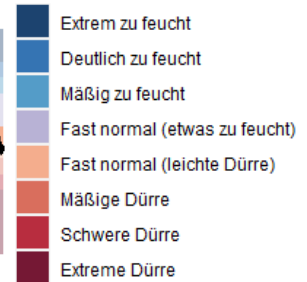 Extrem zu feucht
Deutlich zu feucht
Mäßig zu feucht
Fast normal (etwas zu feucht)
Fast normal (leichte Dürre)
Mäßige Dürre
Schwere Dürre
Extreme Dürre